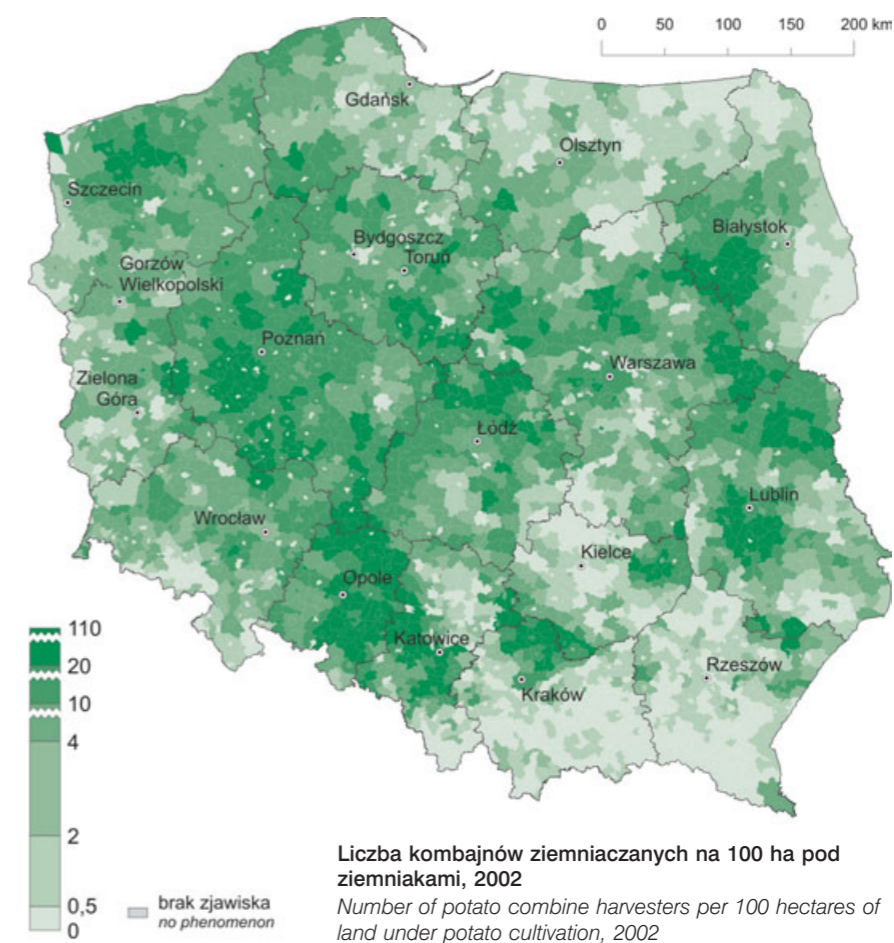 0 50 100 150 200 km
Gdańsk
Olsztyn
Szczecin
Białystok
Bydgoszcz
Toruń
Gorzów
Wielkopolski
Poznań
Warszawa
Zielona
Góra
Łódź
Lublin
Wrocław
Kielce
Opole
Katowice
Rzeszów
Kraków
110
20
10
4
2
0,5
0
brak zjawiska
no phenomenon
Liczba kombajnów ziemniaczanych na 100 ha pod
ziemniakami, 2002
Number of potato combine harvesters per 100 hectares of
land under potato cultivation, 2002